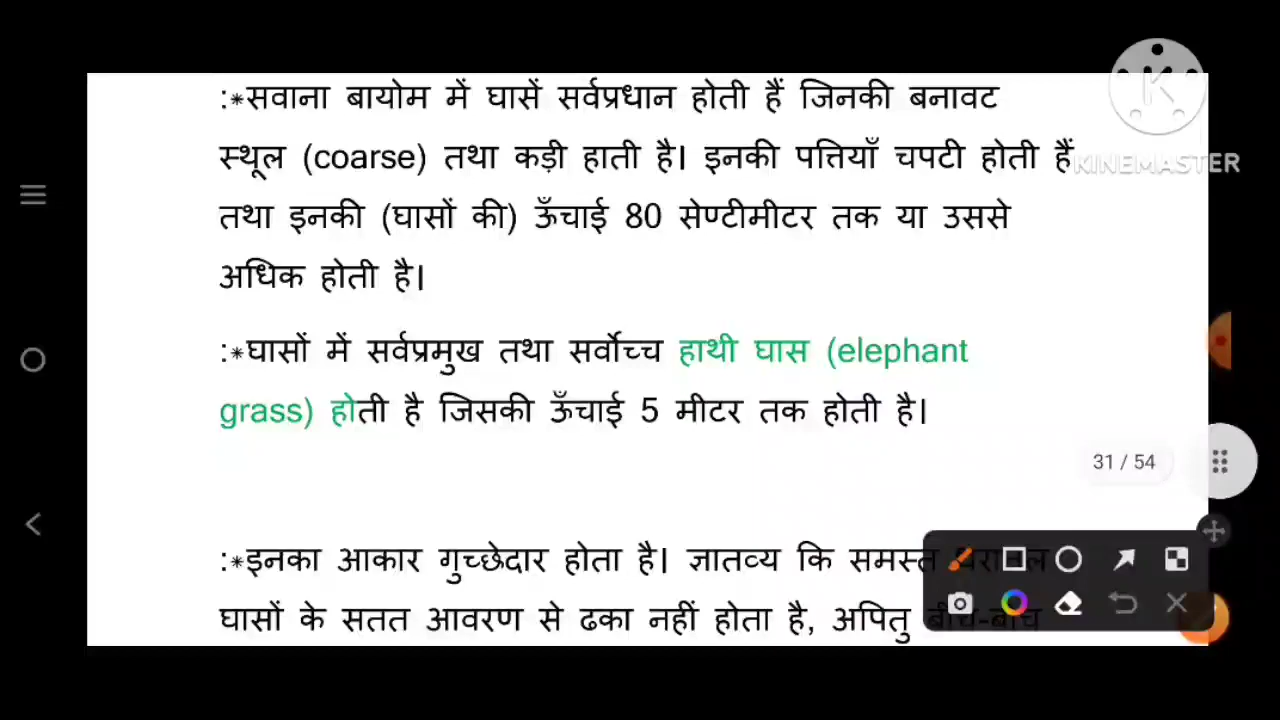 :*सवाना बायोम में घासें सर्वप्रधान होती हैं जिनकी बनावट
स्थूल (coarse) तथा कड़ी हाती है। इनकी पत्तियाँ चपटी होती हैं
तथा इनकी (घासों की) ऊँचाई 80 सेण्टीमीटर तक या उससे
अधिक होती है।
:*घासों में सर्वप्रमुख तथा सर्वोच्च हाथी घास (elephant
grass) होती है जिसकी ऊँचाई 5 मीटर तक होती है।
:*इनका आकार गुच्छेदार होता है। ज्ञातव्य कि समस्त धरातल
घासों के सतत आवरण से ढका नहीं होता है, अपितु बीच-बीच
KINEMASTER
31 / 54